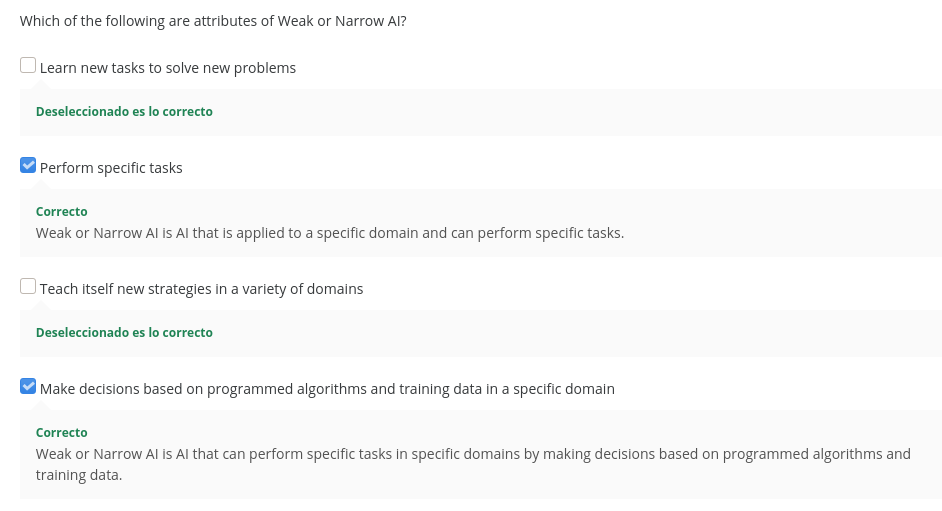 Which of the following are attributes of Weak or Narrow AI?
Learn new tasks to solve new problems
Deseleccionado es lo correcto
Perform specific tasks
Correcto
Weak or Narrow AI is AI that is applied to a specific domain and can perform specific tasks.
Teach itself new strategies in a variety of domains
Deseleccionado es lo correcto
Make decisions based on programmed algorithms and training data in a specific domain
Correcto
Weak or Narrow AI is AI that can perform specific tasks in specific domains by making decisions based on programmed algorithms and
training data.